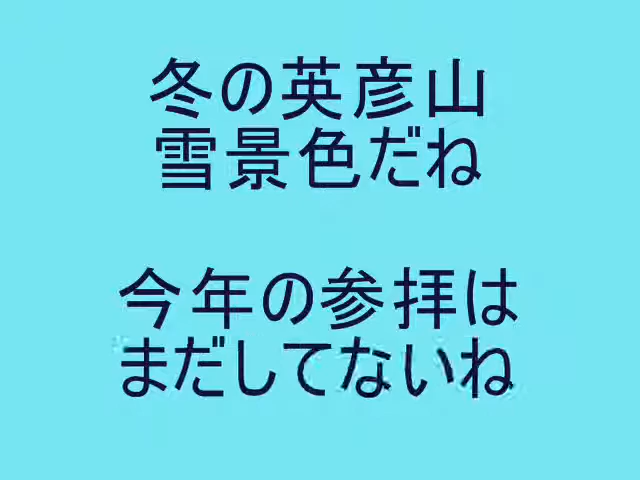 冬の英彦山
雪景色だね
今年の参拝は
まだしてないね